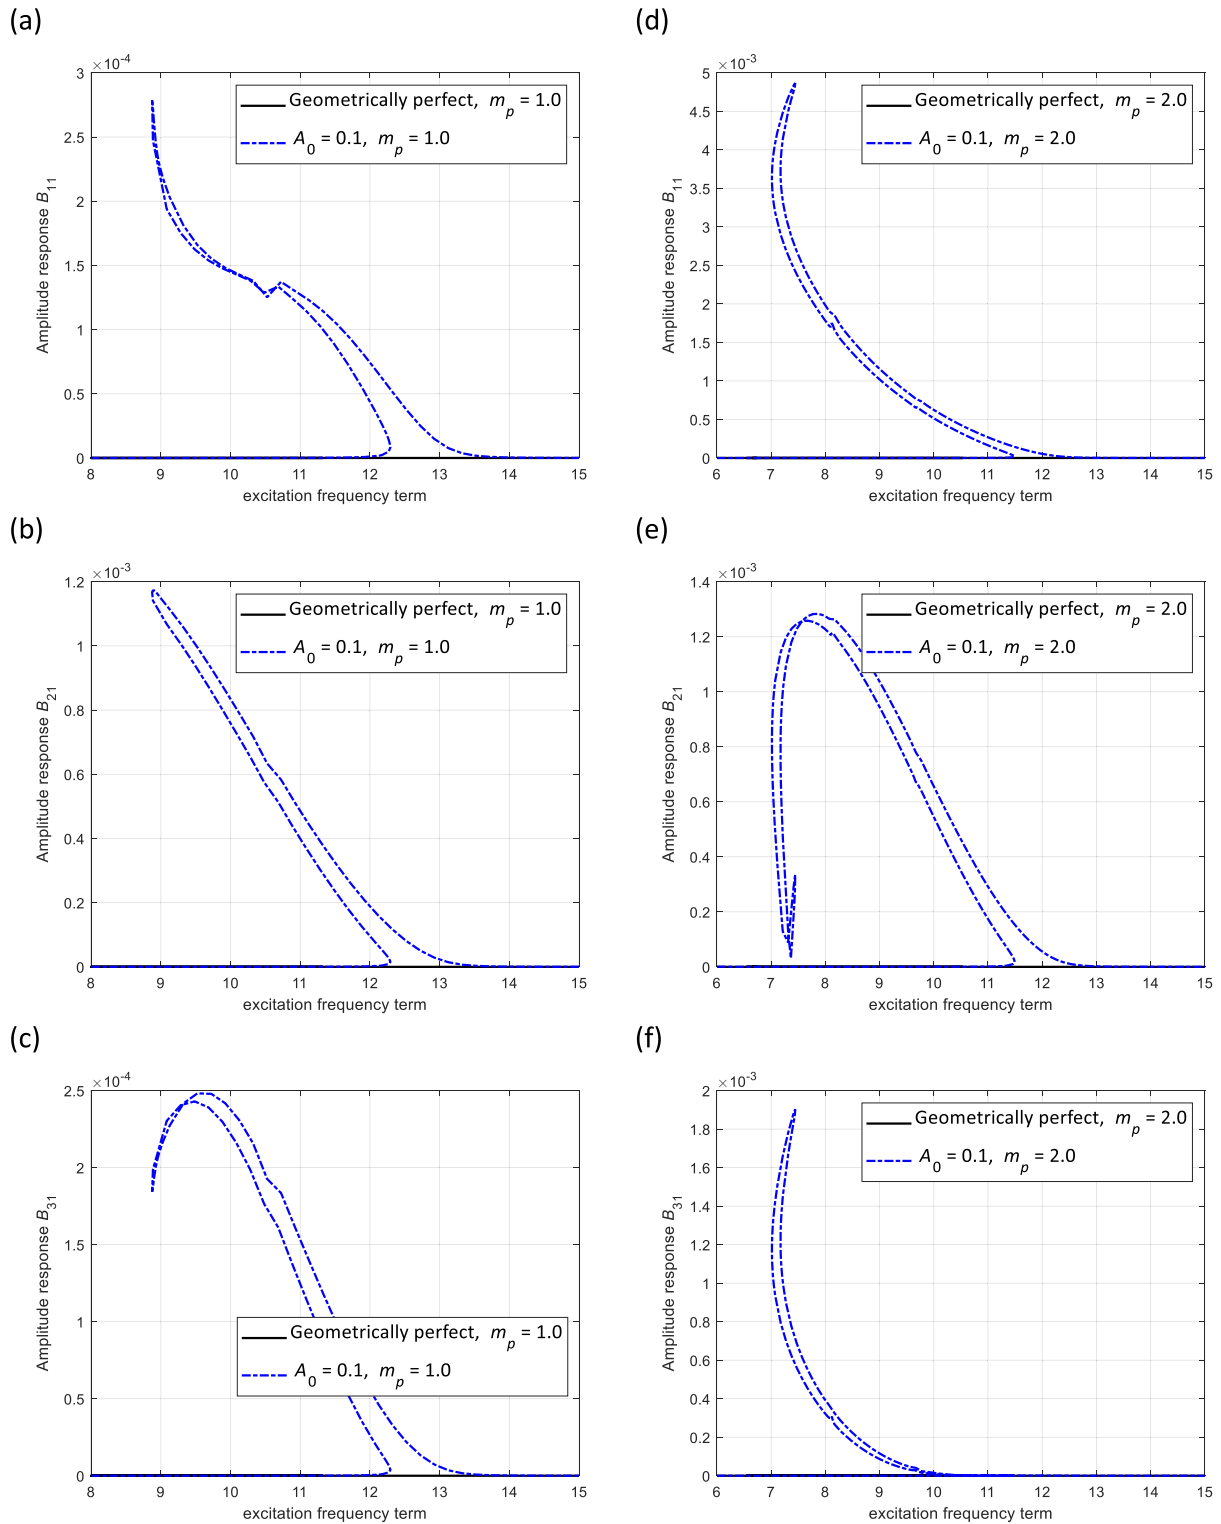 (a)
×10-4
3
2.5
2
1.5
1
0.5
0
Amplitude response B11
Geometrically perfect, mp = 1.0
A0 = 0.1, mp = 1.0
8 9 10 11 12 13 14 15
excitation frequency term
(d)
×10-3
5
4.5
4
3.5
3
2.5
2
1.5
1
0.5
0
Amplitude response B11
Geometrically perfect, mp = 2.0
A0 = 0.1, mp = 2.0
6 7 8 9 10 11 12 13 14 15
excitation frequency term
(b)
×10-3
1.2
1
0.8
0.6
0.4
0.2
0
Amplitude response B21
Geometrically perfect, mp = 1.0
A0 = 0.1, mp = 1.0
8 9 10 11 12 13 14 15
excitation frequency term
(e)
×10-3
1.4
1.2
1
0.8
0.6
0.4
0.2
0
Amplitude response B21
Geometrically perfect, mp = 2.0
A0 = 0.1, mp = 2.0
6 7 8 9 10 11 12 13 14 15
excitation frequency term
(c)
×10-4
2.5
2
1.5
1
0.5
0
Amplitude response B31
Geometrically perfect, mp = 1.0
A0 = 0.1, mp = 1.0
8 9 10 11 12 13 14 15
excitation frequency term
(f)
×10-3
2
1.8
1.6
1.4
1.2
1
0.8
0.6
0.4
0.2
0
Amplitude response B31
Geometrically perfect, mp = 2.0
A0 = 0.1, mp = 2.0
6 7 8 9 10 11 12 13 14 15
excitation frequency term